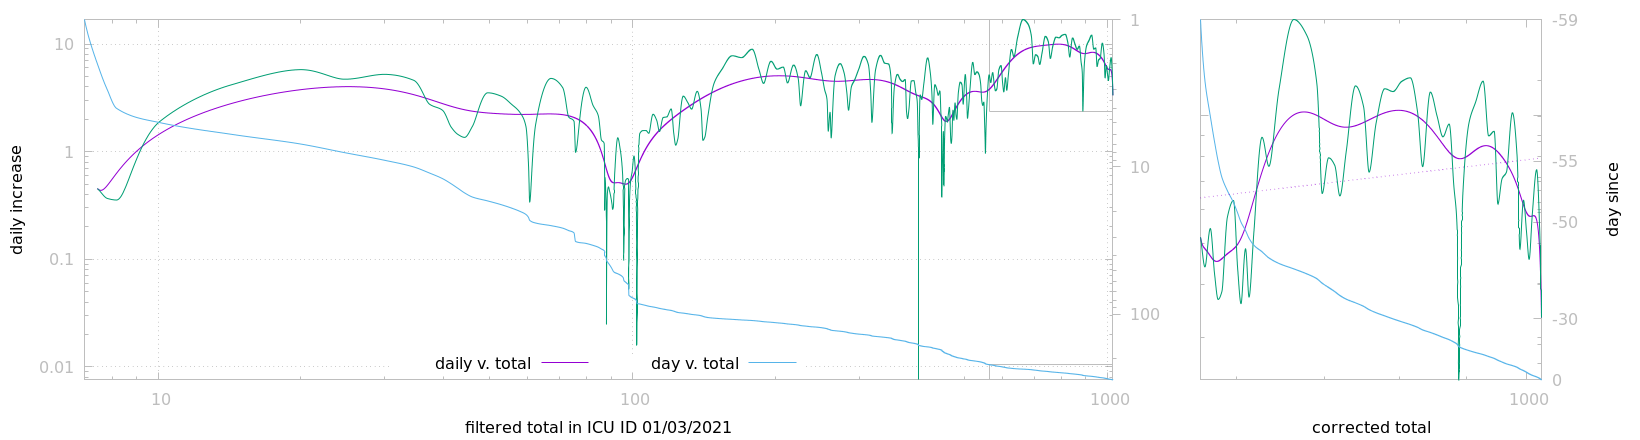 10
1
0.1
0.01
daily increase
10
100
1000
filtered total in ICU ID 01/03/2021
daily v. total
day v. total
1
10
100
1000
corrected total
-59
-55
-50
-30
0
day since